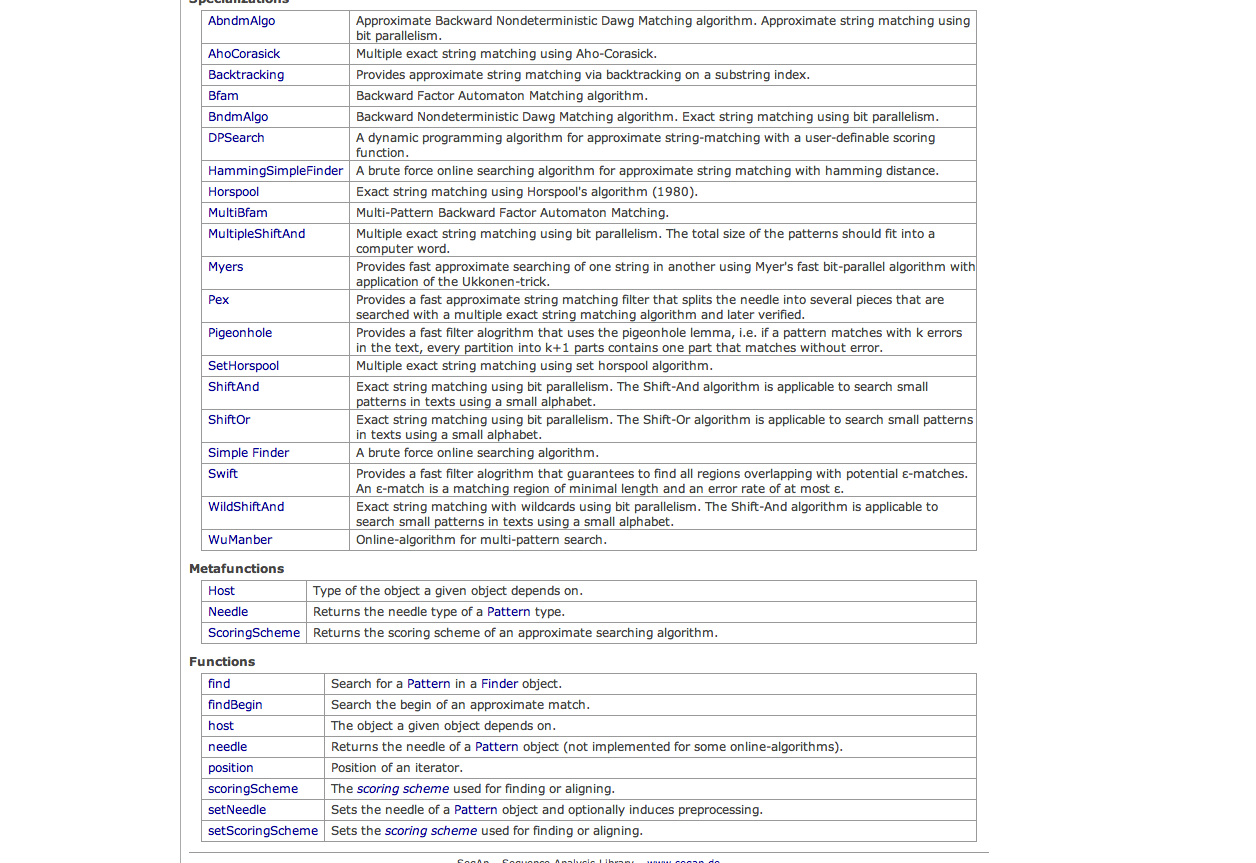 Specializations
AbndmAlgo Approximate Backward Nondeterministic Dawg Matching algorithm. Approximate string matching using
bit parallelism.
AhoCorasick Multiple exact string matching using Aho-Corasick.
Backtracking Provides approximate string matching via backtracking on a substring index.
Bfam Backward Factor Automaton Matching algorithm.
BndmAlgo Backward Nondeterministic Dawg Matching algorithm. Exact string matching using bit parallelism.
DPSearch A dynamic programming algorithm for approximate string-matching with a user-definable scoring
function.
HammingSimpleFinder A brute force online searching algorithm for approximate string matching with hamming distance.
Horspool Exact string matching using Horspool's algorithm (1980).
MultiBfam Multi-Pattern Backward Factor Automaton Matching.
MultipleShiftAnd Multiple exact string matching using bit parallelism. The total size of the patterns should fit into a
computer word.
Myers Provides fast approximate searching of one string in another using Myer's fast bit-parallel algorithm with
application of the Ukkonen-trick.
Pex Provides a fast approximate string matching filter that splits the needle into several pieces that are
searched with a multiple exact string matching algorithm and later verified.
Pigeonhole Provides a fast filter alogrithm that uses the pigeonhole lemma, i.e. if a pattern matches with k errors
in the text, every partition into k+1 parts contains one part that matches without error.
SetHorspool Multiple exact string matching using set horspool algorithm.
ShiftAnd Exact string matching using bit parallelism. The Shift-And algorithm is applicable to search small
patterns in texts using a small alphabet.
ShiftOr Exact string matching using bit parallelism. The Shift-Or algorithm is applicable to search small patterns
in texts using a small alphabet.
Simple Finder A brute force online searching algorithm.
Swift Provides a fast filter alogrithm that guarantees to find all regions overlapping with potential ε-matches.
An ε-match is a matching region of minimal length and an error rate of at most ε.
WildShiftAnd Exact string matching with wildcards using bit parallelism. The Shift-And algorithm is applicable to
search small patterns in texts using a small alphabet.
WuManber Online-algorithm for multi-pattern search.
Metafunctions
Host Type of the object a given object depends on.
Needle Returns the needle type of a Pattern type.
ScoringScheme Returns the scoring scheme of an approximate searching algorithm.
Functions
find Search for a Pattern in a Finder object.
findBegin Search the begin of an approximate match.
host The object a given object depends on.
needle Returns the needle of a Pattern object (not implemented for some online-algorithms).
position Position of an iterator.
scoringScheme The scoring scheme used for finding or aligning.
setNeedle Sets the needle of a Pattern object and optionally induces preprocessing.
setScoringScheme Sets the scoring scheme used for finding or aligning.
SeqAn - Sequence Analysis Library - www.seqan.de